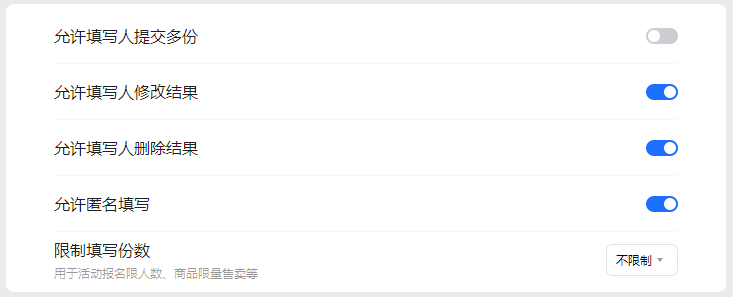 允许填写人提交多份
允许填写人修改结果
允许填写人删除结果
允许匿名填写
限制填写份数
不限制
用于活动报名限人数、商品限量售卖等